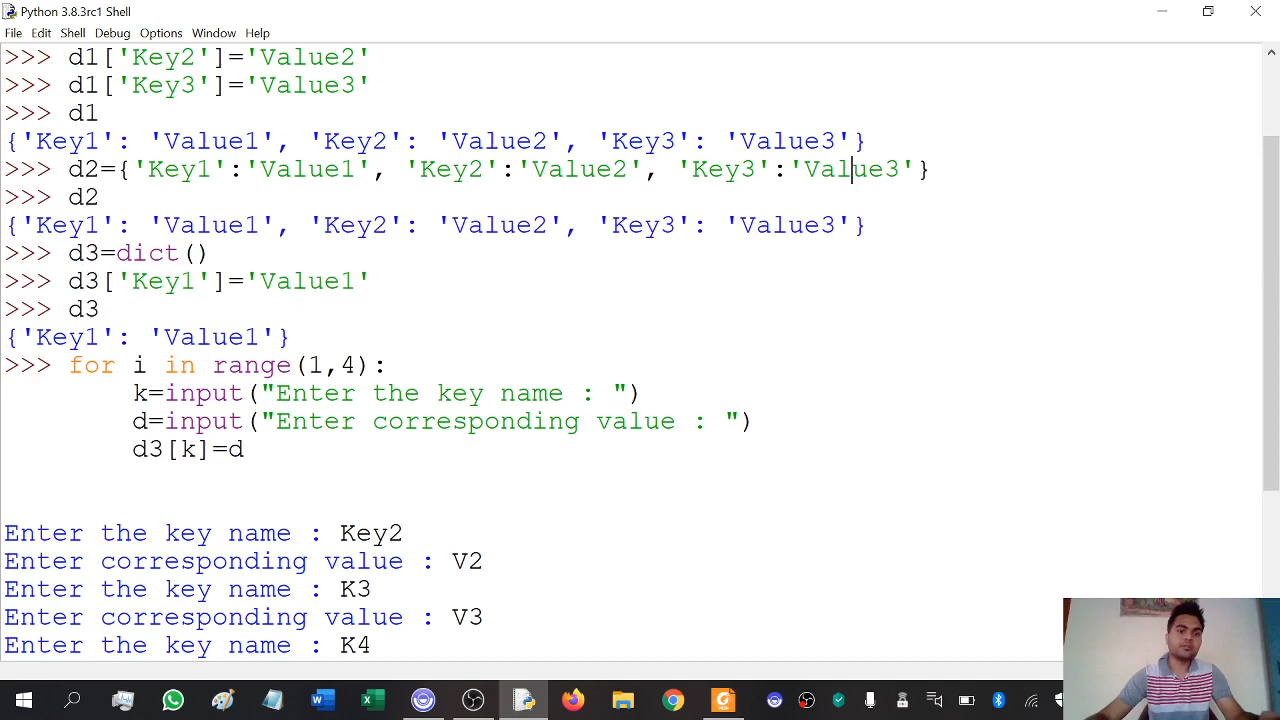 Python 3.8.3rc1 Shell
File Edit Shell Debug Options Window Help
>>> d1['Key2']='Value2'
>>> d1['Key3']='Value3'
>>> d1
{'Key1': 'Value1', 'Key2': 'Value2', 'Key3': 'Value3'}
>>> d2={'Key1':'Value1', 'Key2':'Value2', 'Key3':'Value3'}
>>> d2
{'Key1': 'Value1', 'Key2': 'Value2', 'Key3': 'Value3'}
>>> d3=dict()
>>> d3['Key1']='Value1'
>>> d3
{'Key1': 'Value1'}
>>> for i in range(1,4):
k=input("Enter the key name : ")
d=input("Enter corresponding value : ")
d3[k]=d
Enter the key name : Key2
Enter corresponding value : V2
Enter the key name : K3
Enter corresponding value : V3
Enter the key name : K4